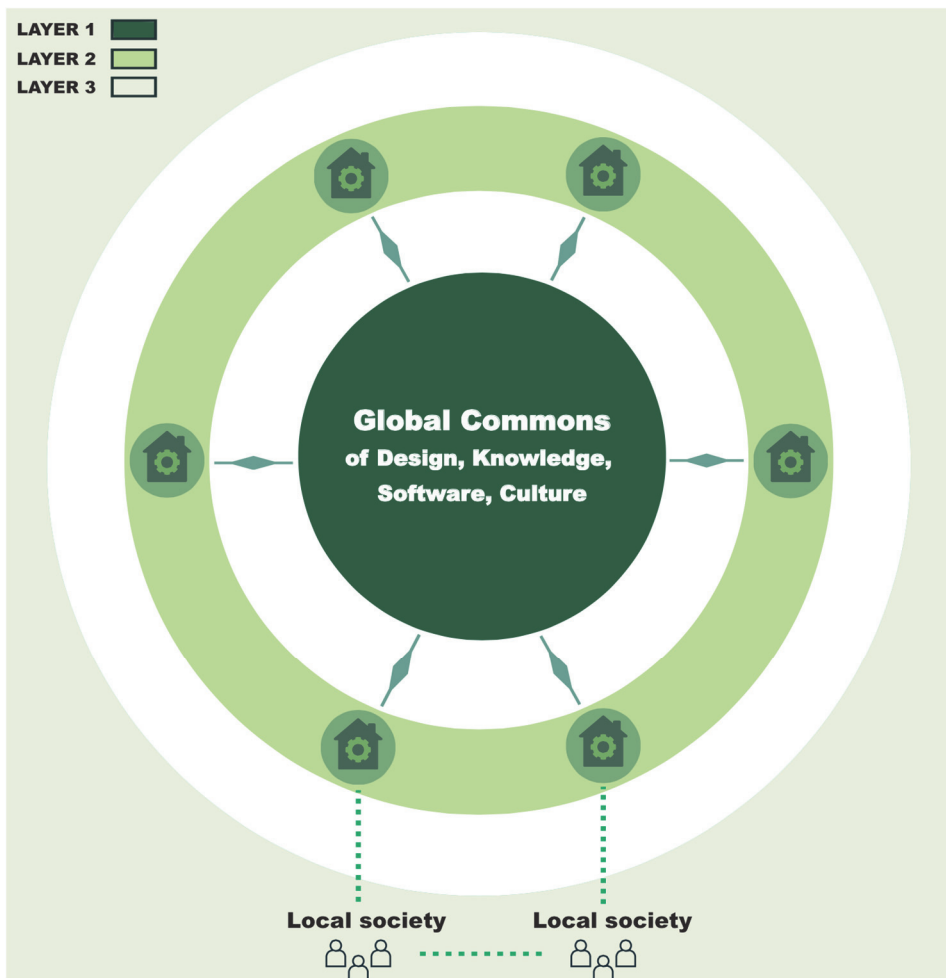 LAYER 1
LAYER 2
LAYER 3
Global Commons
of Design, Knowledge,
Software, Culture
Local society
Local society